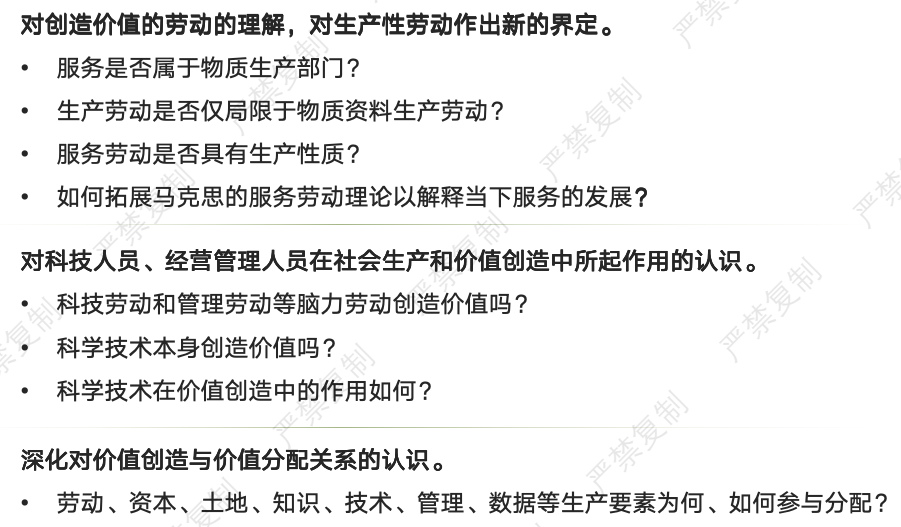 对创造价值的劳动的理解，对生产性劳动作出新的界定。
• 服务是否属于物质生产部门？
• 生产劳动是否仅局限于物质资料生产劳动？
• 服务劳动是否具有生产性质？
• 如何拓展马克思的服务劳动理论以解释当下服务的发展？
对科技人员、经营管理人员在社会生产和价值创造中所起作用的认识。
• 科技劳动和管理劳动等脑力劳动创造价值吗？
• 科学技术本身创造价值吗？
• 科学技术在价值创造中的作用如何？
深化对价值创造与价值分配关系的认识。
• 劳动、资本、土地、知识、技术、管理、数据等生产要素为何、如何参与分配？
严禁复制
严禁复制
严禁复制
严禁复制
严禁复制
严禁复制
严禁复制
严禁复制